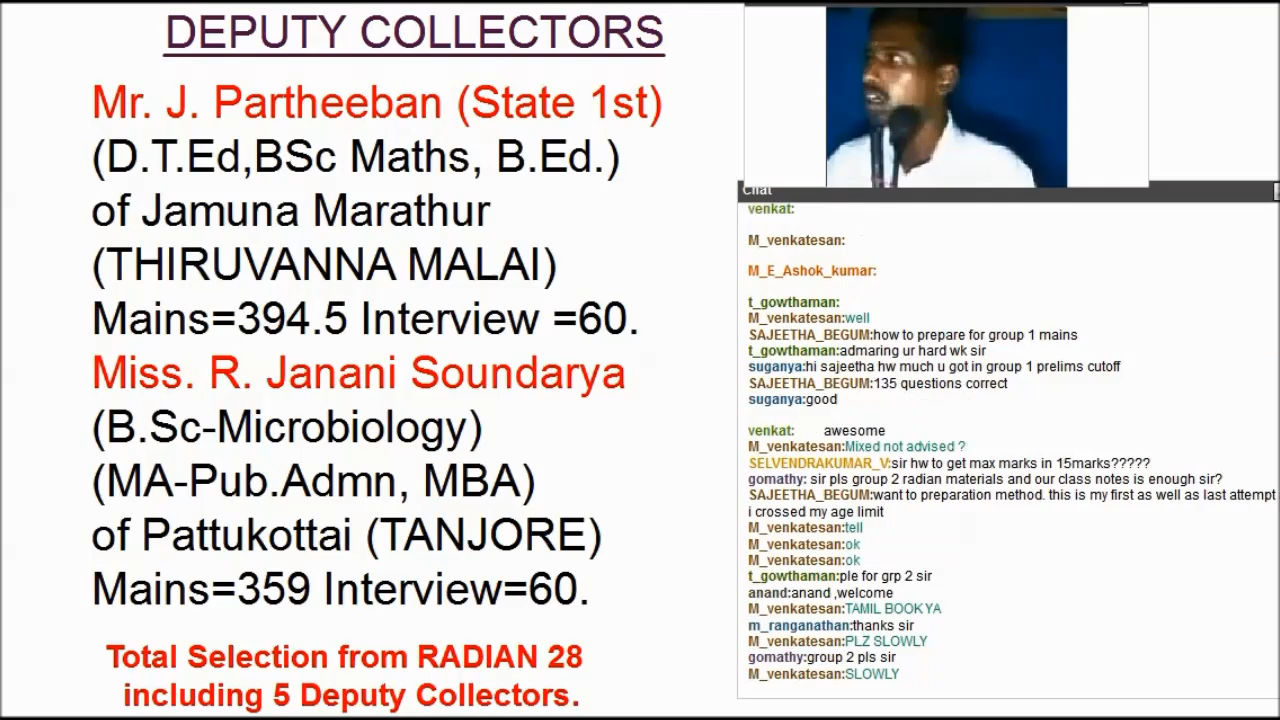 DEPUTY COLLECTORS
Mr. J. Partheeban (State 1st)
(D.T.Ed,BSc Maths, B.Ed.)
of Jamuna Marathur
(THIRUVANNA MALAI)
Mains=394.5 Interview =60.
Miss. R. Janani Soundarya
(B.Sc-Microbiology)
(MA-Pub.Admn, MBA)
of Pattukottai (TANJORE)
Mains=359 Interview=60.
Total Selection from RADIAN 28
including 5 Deputy Collectors.
Chat
venkat:
M_venkatesan:
M_E_Ashok_kumar:
t_gowthaman:
M_venkatesan:well
SAJEETHA_BEGUM:how to prepare for group 1 mains
t_gowthaman:admaring ur hard wk sir
suganya:hi sajeetha hw much u got in group 1 prelims cutoff
SAJEETHA_BEGUM:135 questions correct
suganya:good
venkat: awesome
M_venkatesan:Mixed not advised ?
SELVENDRAKUMAR_V:sir hw to get max marks in 15marks?????
gomathy: sir pls group 2 radian materials and our class notes is enough sir?
SAJEETHA_BEGUM:want to preparation method. this is my first as well as last attempt
i crossed my age limit
M_venkatesan:tell
M_venkatesan:ok
M_venkatesan:ok
t_gowthaman:ple for grp 2 sir
anand:anand ,welcome
M_venkatesan:TAMIL BOOK YA
m_ranganathan:thanks sir
M_venkatesan:PLZ SLOWLY
gomathy:group 2 pls sir
M_venkatesan:SLOWLY